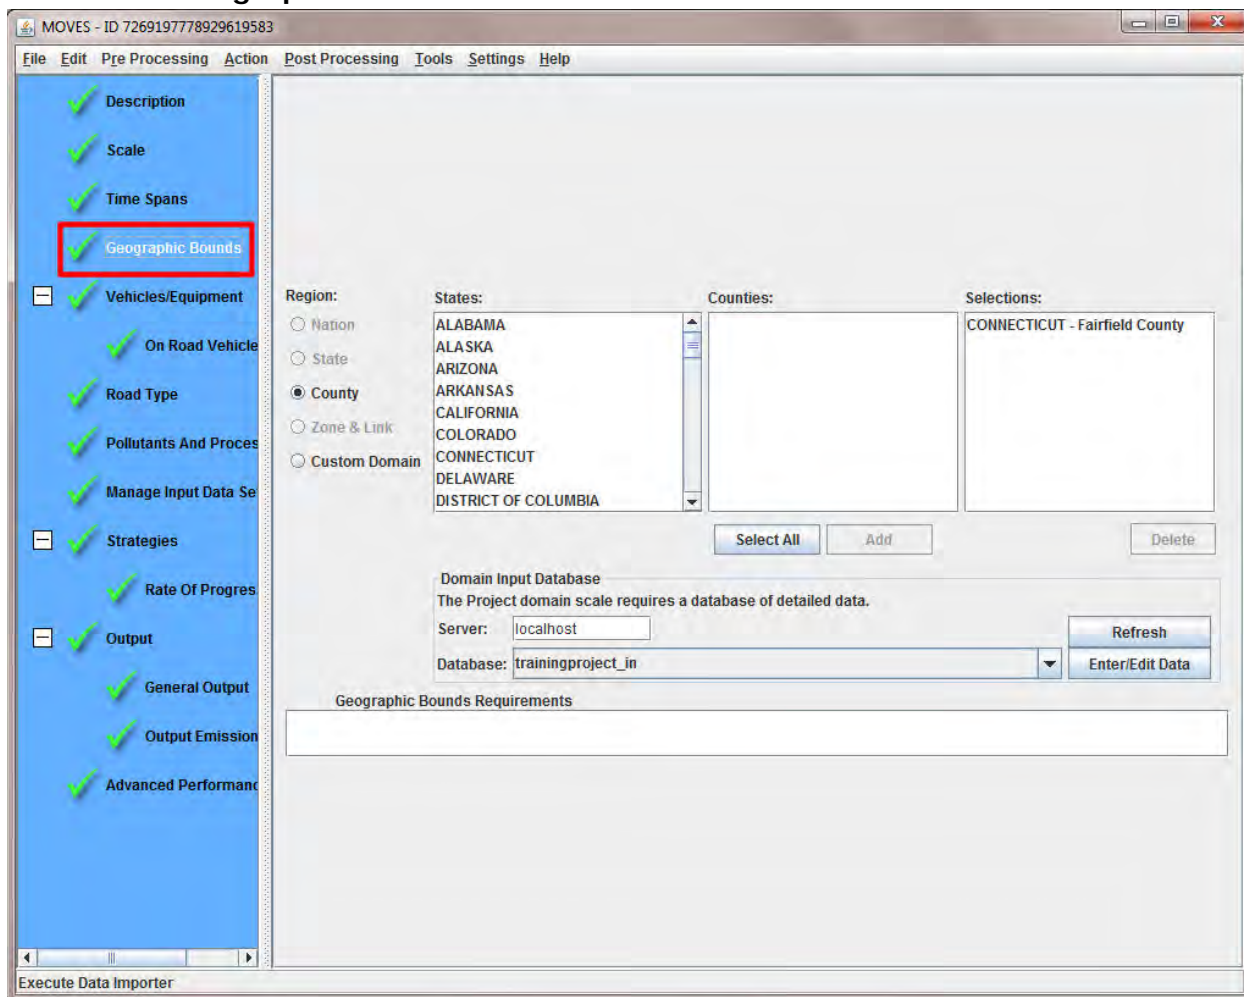 MOVES - ID 7269197778929619583
File Edit Pre Processing Action Post Processing Tools Settings Help
Description
Scale
Time Spans
Geographic Bounds
Vehicles/Equipment
On Road Vehicle
Road Type
Pollutants And Proces
Manage Input Data Se
Strategies
Rate Of Progres
Output
General Output
Output Emission
Advanced Performanc
Region:
Nation
State
County
Zone & Link
Custom Domain
States:
ALABAMA
ALASKA
ARIZONA
ARKANSAS
CALIFORNIA
COLORADO
CONNECTICUT
DELAWARE
DISTRICT OF COLUMBIA
Counties:
Selections:
CONNECTICUT - Fairfield County
Select All Add Delete
Domain Input Database
The Project domain scale requires a database of detailed data.
Server: localhost Refresh
Database: trainingproject_in Enter/Edit Data
Geographic Bounds Requirements
Execute Data Importer